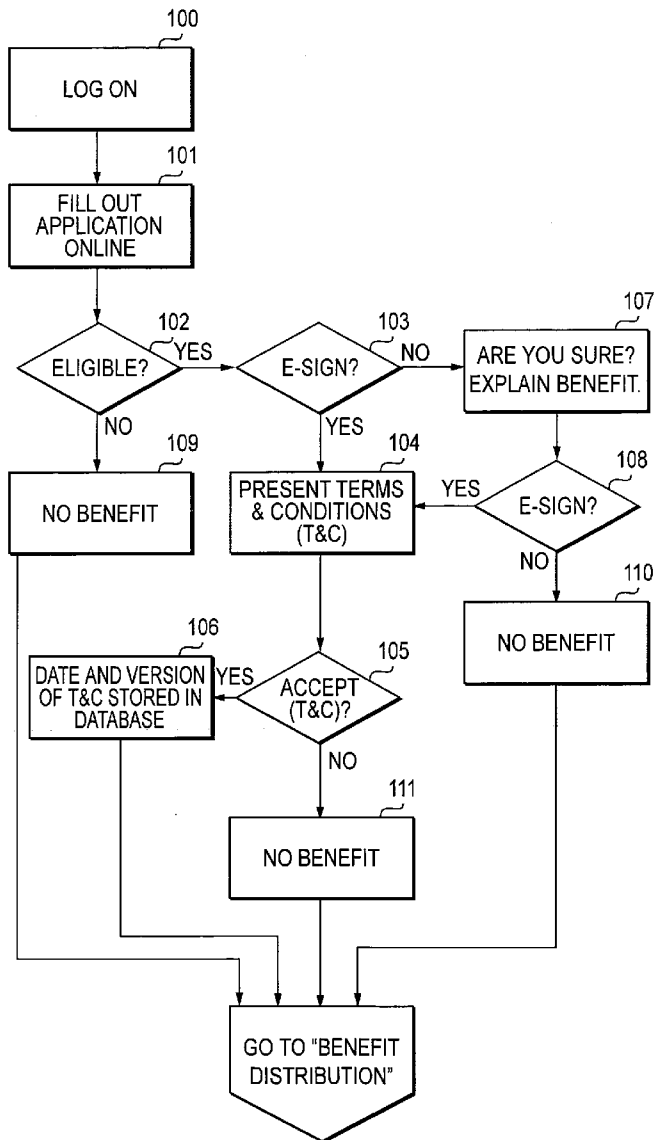 100
LOG ON
101
FILL OUT
APPLICATION
ONLINE
102
ELIGIBLE?
YES
NO
103
E-SIGN?
NO
YES
107
ARE YOU SURE?
EXPLAIN BENEFIT.
109
NO BENEFIT
104
PRESENT TERMS
& CONDITIONS
(T&C)
108
E-SIGN?
YES
NO
110
NO BENEFIT
106
DATE AND VERSION
OF T&C STORED IN
DATABASE
105
ACCEPT
(T&C)?
YES
NO
111
NO BENEFIT
GO TO “BENEFIT
DISTRIBUTION”